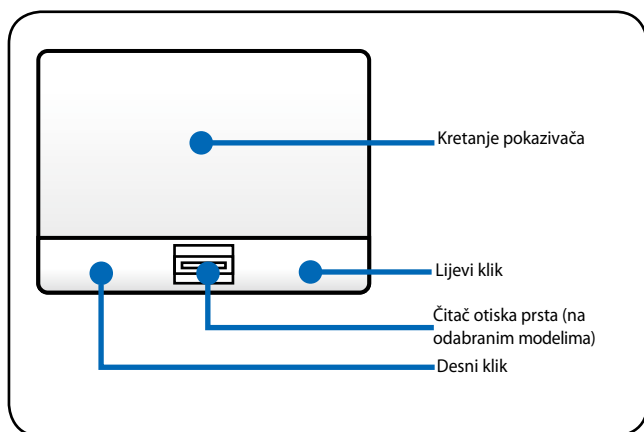 Kretanje pokazivača
Lijevi klik
Čitač otiska prsta (na
odabranim modelima)
Desni klik